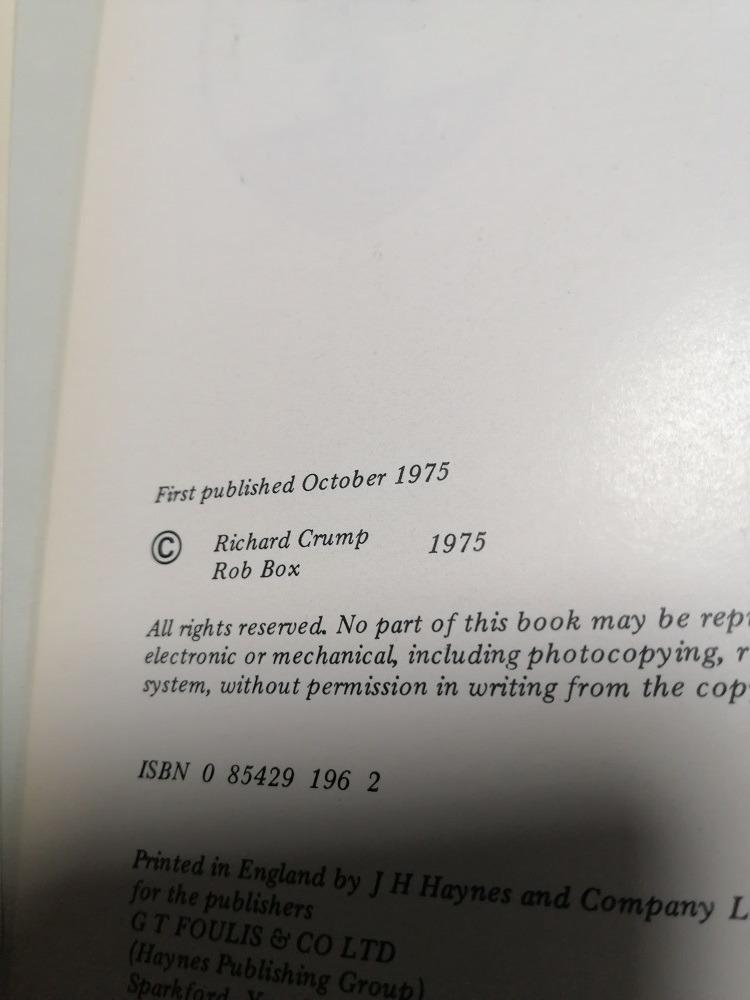 First published October 1975
© Richard Crump 1975
Rob Box
All rights reserved. No part of this book may be
electronic or mechanical, including photocopying,
system, without permission in writing from the
ISBN 0 85429 196 2
Printed in England by J H Haynes and Company
for the publishers
G T FOULIS & CO LTD
(Haynes Publishing Group)
Sparkford,